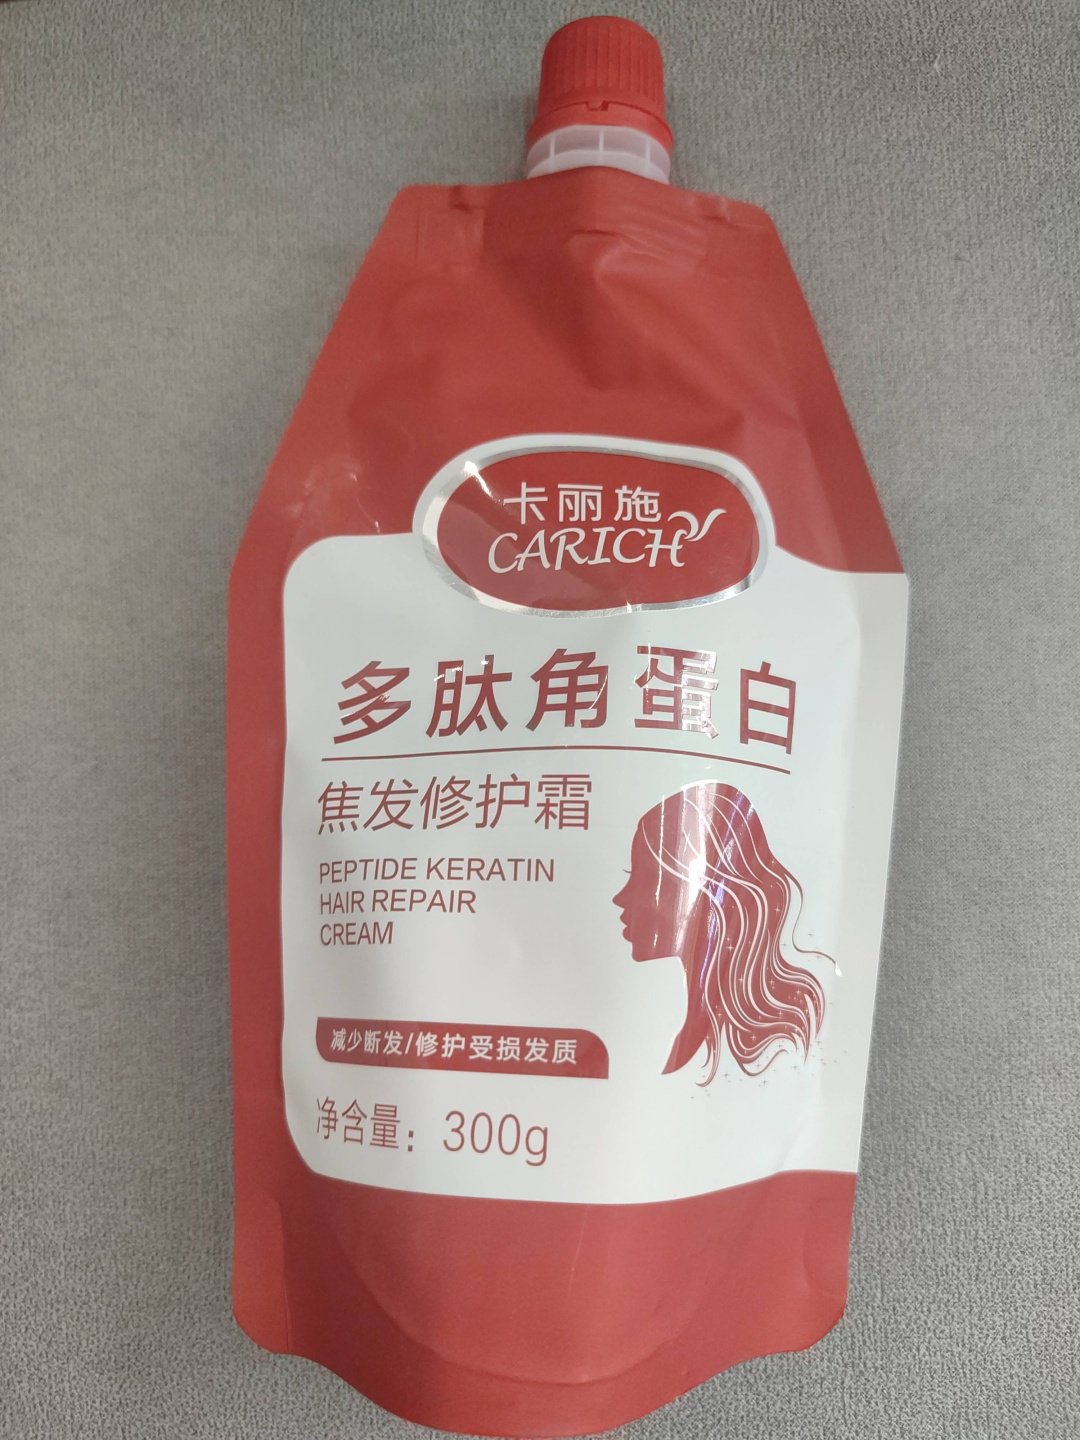 卡丽施
CARICH
多肽角蛋白
焦发修护霜
PEPTIDE KERATIN
HAIR REPAIR
CREAM
减少断发/修护受损发质
净含量：300g